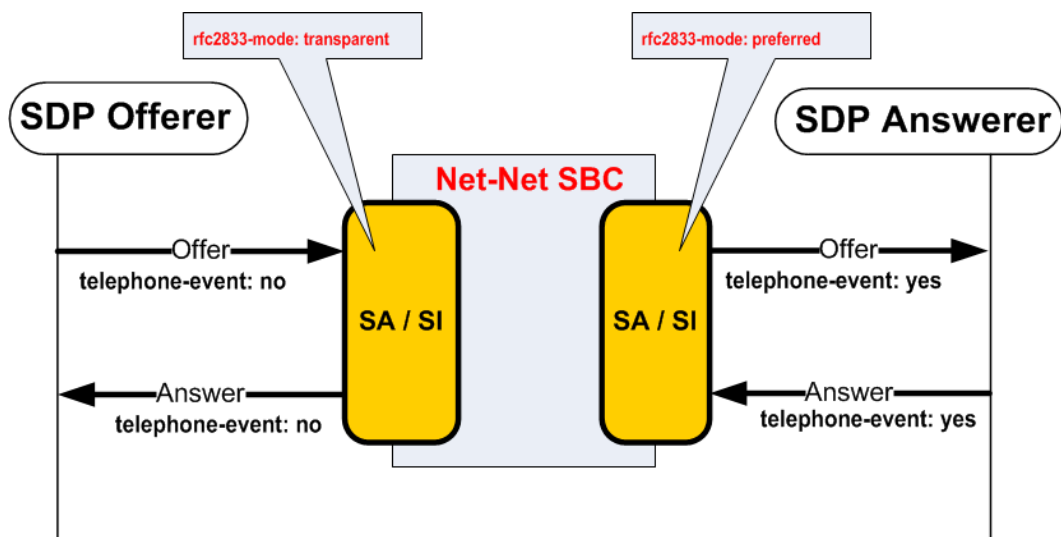 rfc2833-mode: transparent
rfc2833-mode: preferred
SDP Offerer
SDP Answerer
Net-Net SBC
Offer
telephone-event: no
Offer
telephone-event: yes
SA / SI
SA / SI
Answer
telephone-event: no
Answer
telephone-event: yes